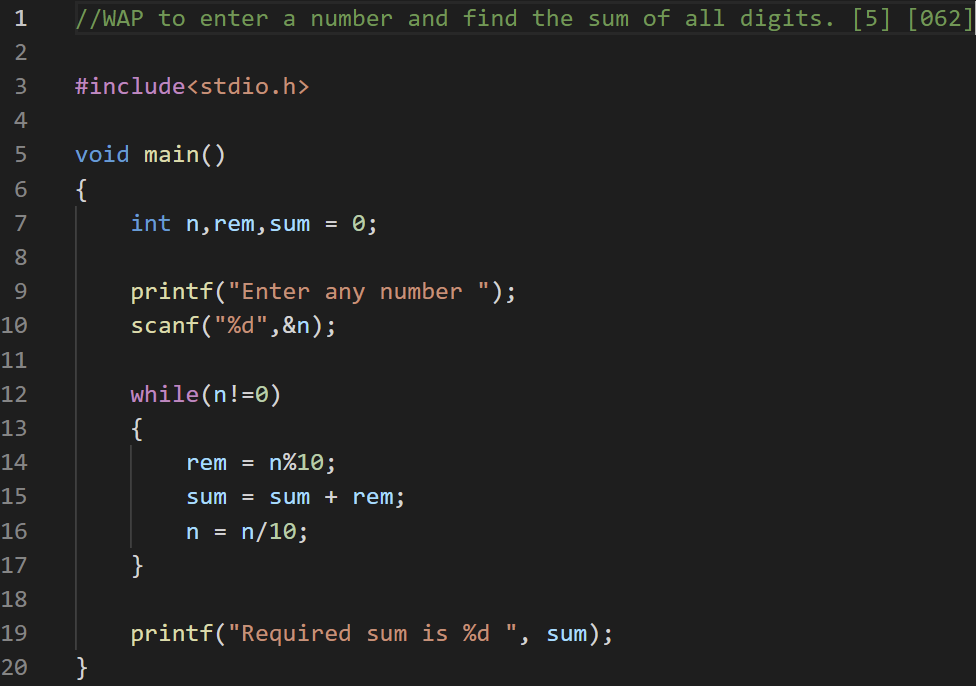 1 //WAP to enter a number and find the sum of all digits. [5] [062]
2
3 #include<stdio.h>
4
5 void main()
6 {
7     int n,rem,sum = 0;
8
9     printf("Enter any number ");
10     scanf("%d",&n);
11
12     while(n!=0)
13     {
14         rem = n%10;
15         sum = sum + rem;
16         n = n/10;
17     }
18
19     printf("Required sum is %d ", sum);
20 }